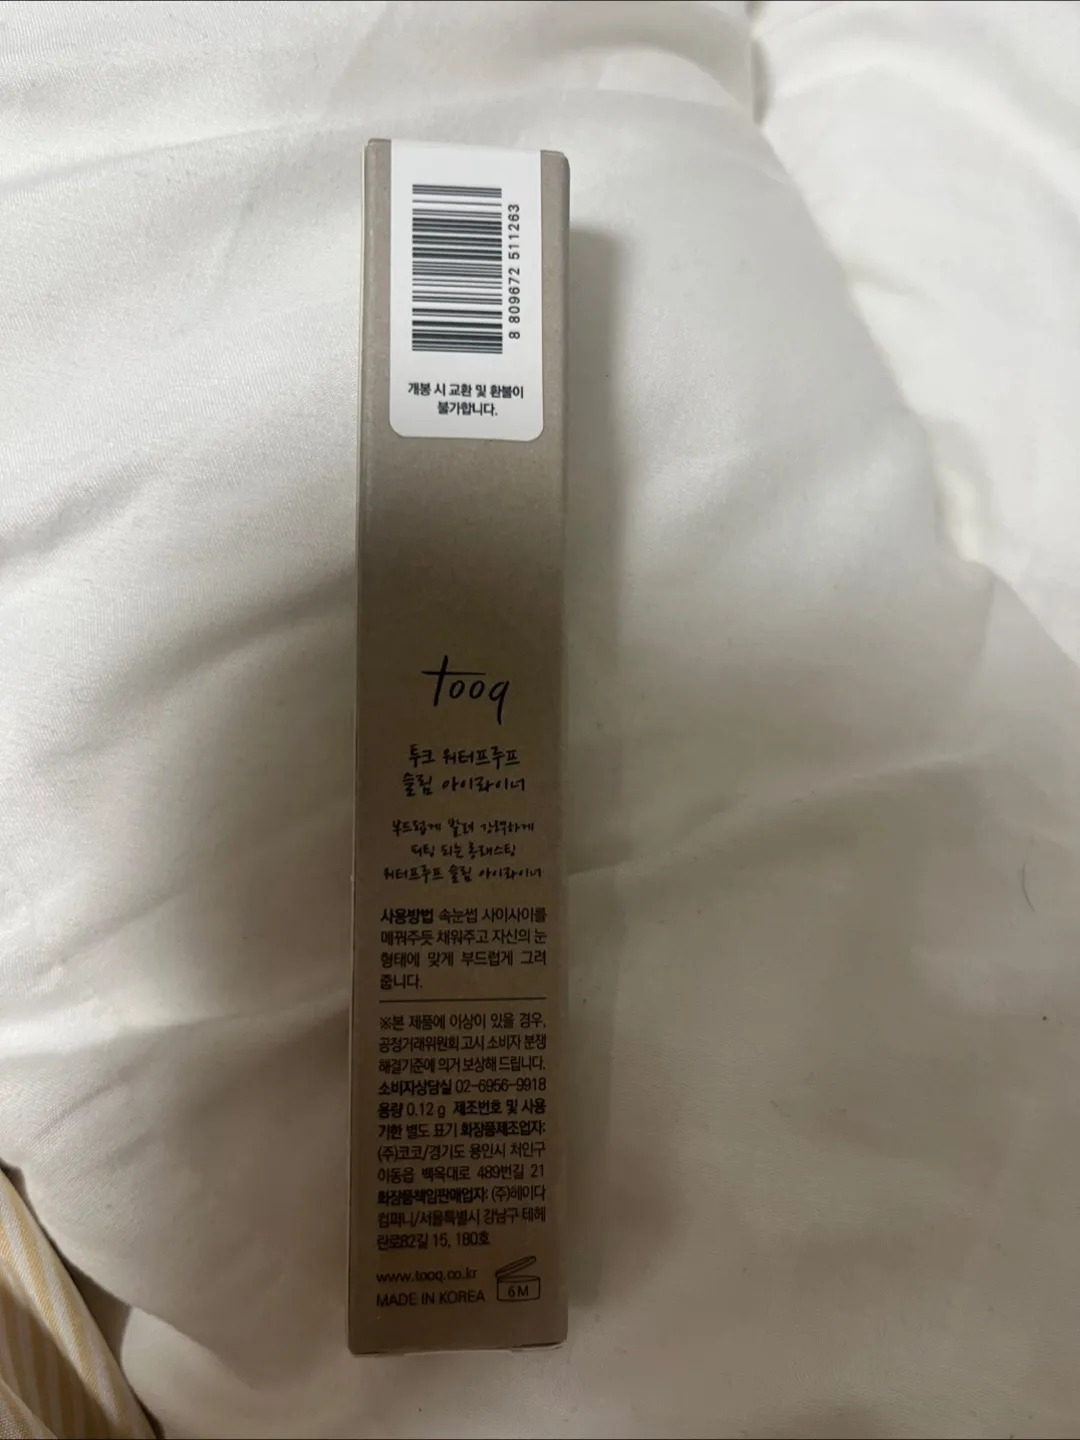 8 809672 511263
개봉 시 교환 및 환불이
불가합니다.
tooq
투크 워터프루프
슬림 아이라이너
부드럽게 발려 강력하게
피팅 되는 롱래스팅
워터프루프 슬림 아이라이너
사용방법 속눈썹 사이사이를
메꿔주듯 채워주고 자신의 눈
형태에 맞게 부드럽게 그려
줍니다.
※본 제품에 이상이 있을 경우,
공정거래위원회 고시 소비자 분쟁
해결기준에 의거 보상해 드립니다.
소비자상담실 02-6956-9918
용량 0.12 g 제조번호 및 사용
기한 별도 표기 화장품제조업자:
(주)코코/경기도 용인시 처인구
이동읍 백옥대로 489번길 21
화장품책임판매업자: (주)헤이다
컴퍼니/서울특별시 강남구 테헤
란로82길 15, 180호
www.tooq.co.kr
MADE IN KOREA
6M